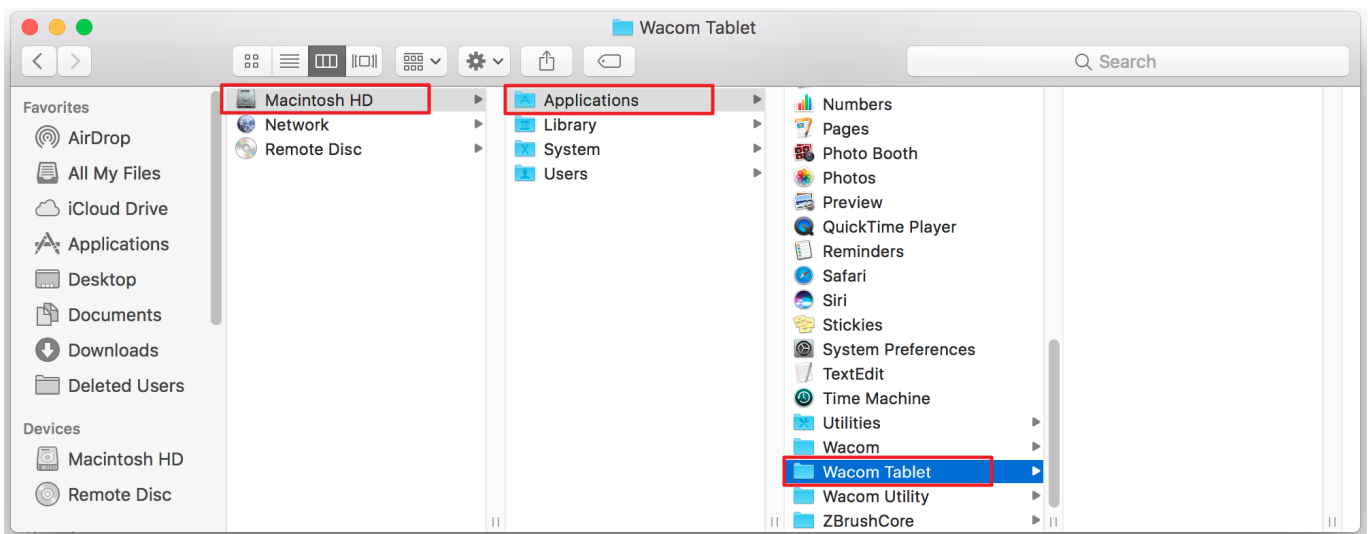 Wacom Tablet
Search
Favorites
AirDrop
All My Files
iCloud Drive
Applications
Desktop
Documents
Downloads
Deleted Users
Devices
Macintosh HD
Remote Disc
Macintosh HD
Network
Remote Disc
Applications
Library
System
Users
Numbers
Pages
Photo Booth
Photos
Preview
QuickTime Player
Reminders
Safari
Siri
Stickies
System Preferences
TextEdit
Time Machine
Utilities
Wacom
Wacom Tablet
Wacom Utility
ZBrushCore